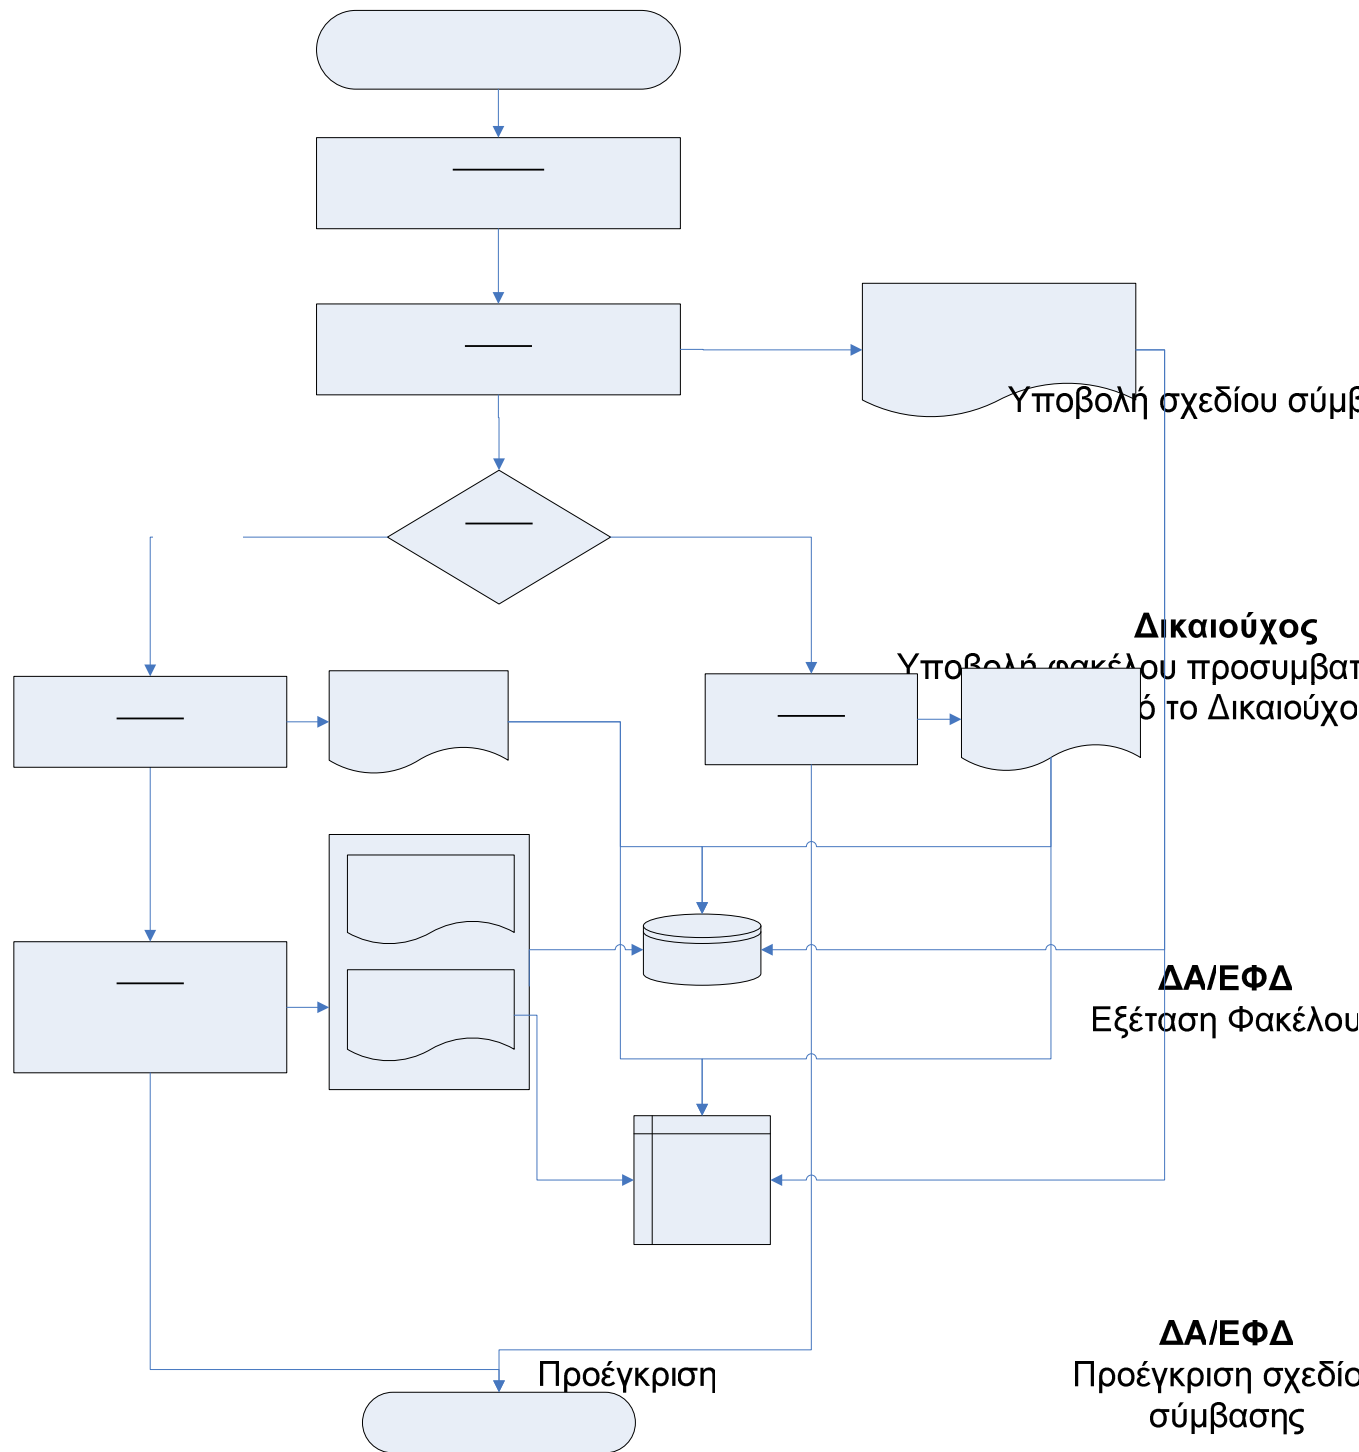 Υποβολή σχεδίου σύμβ
Δικαιούχος
Υποβολή φακέλου προσυμβατ
ό το Δικαιούχο
ΔΑ/ΕΦΔ
Εξέταση Φακέλου
ΔΑ/ΕΦΔ
Προέγκριση
Προέγκριση σχεδίο
σύμβασης